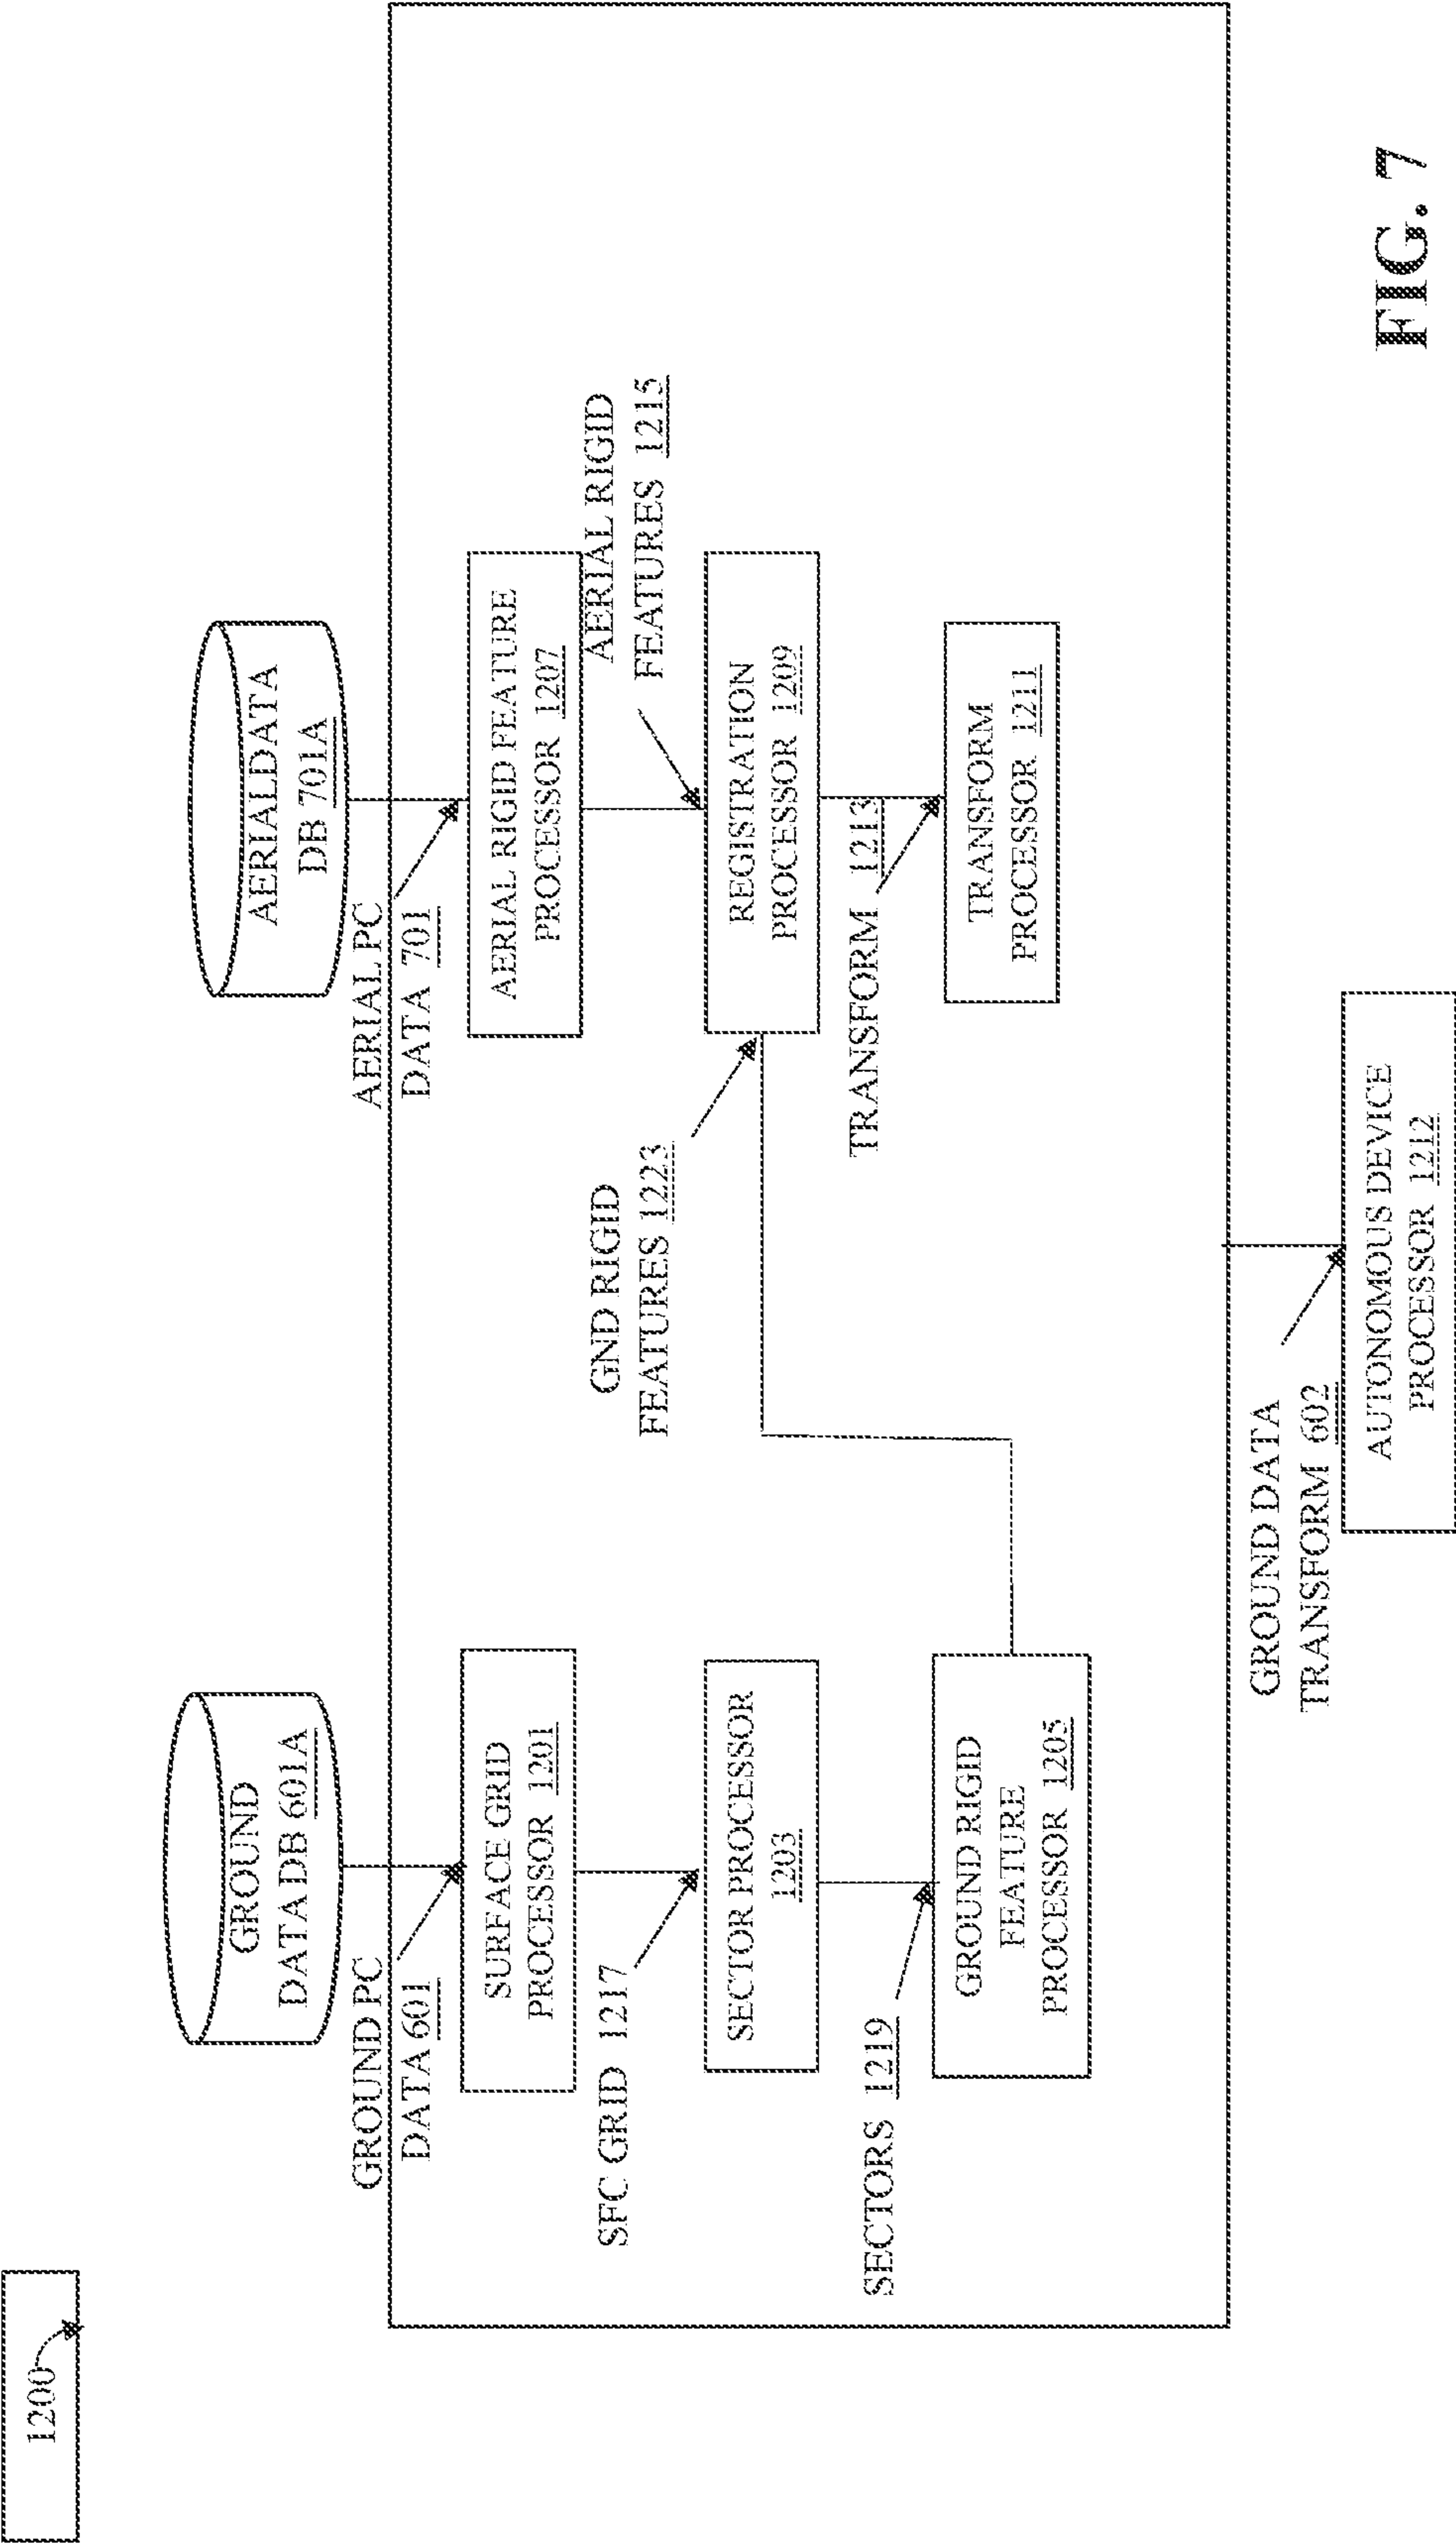 1200
GROUND
DATA DB 601A
AERIALDATA
DB 701A
GROUND PC
DATA 601
AERIAL PC
DATA 701
SURFACE GRID
PROCESSOR 1201
AERIAL RIGID FEATURE
PROCESSOR 1207
SFC GRID 1217
GND RIGID
FEATURES 1223
AERIAL RIGID
FEATURES 1215
SECTOR PROCESSOR
1203
REGISTRATION
PROCESSOR 1209
SECTORS 1219
TRANSFORM 1213
GROUND RIGID
FEATURE
PROCESSOR 1205
TRANSFORM
PROCESSOR 1211
GROUND DATA
TRANSFORM 602
AUTONOMOUS DEVICE
PROCESSOR 1212
FIG. 7